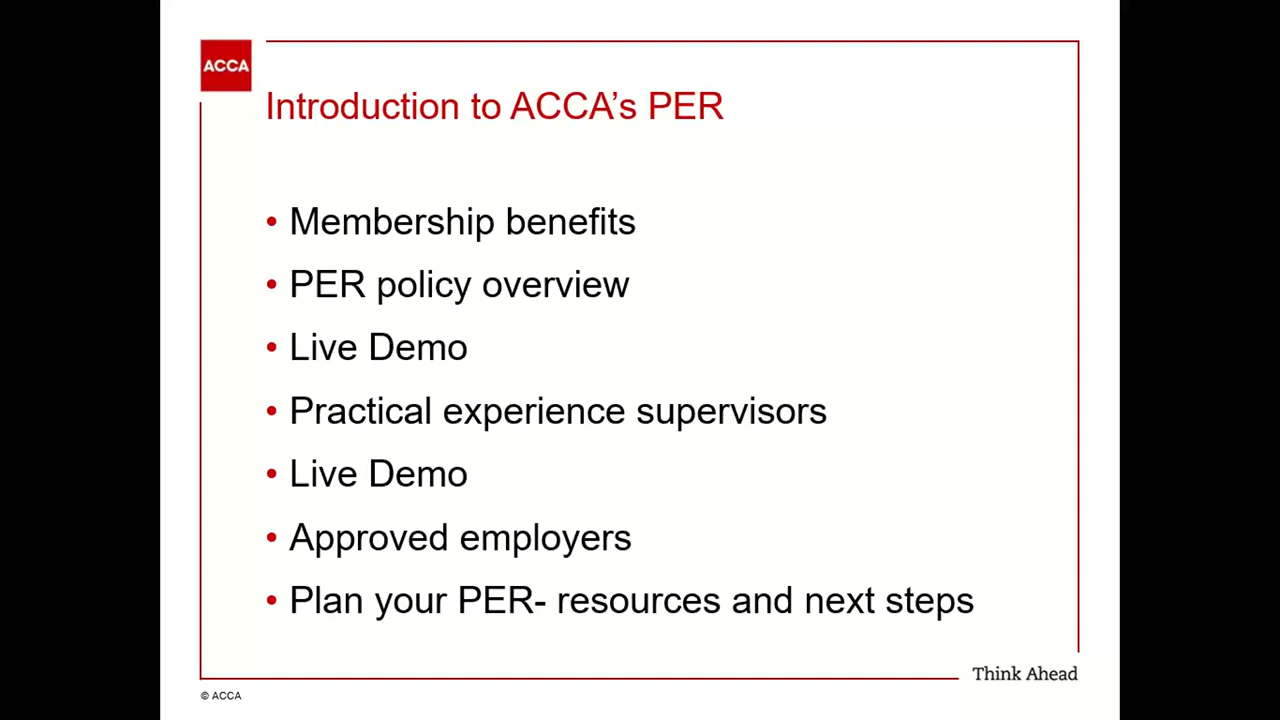 ACCA
Introduction to ACCA's PER
• Membership benefits
• PER policy overview
• Live Demo
• Practical experience supervisors
• Live Demo
• Approved employers
• Plan your PER- resources and next steps
Think Ahead
© ACCA